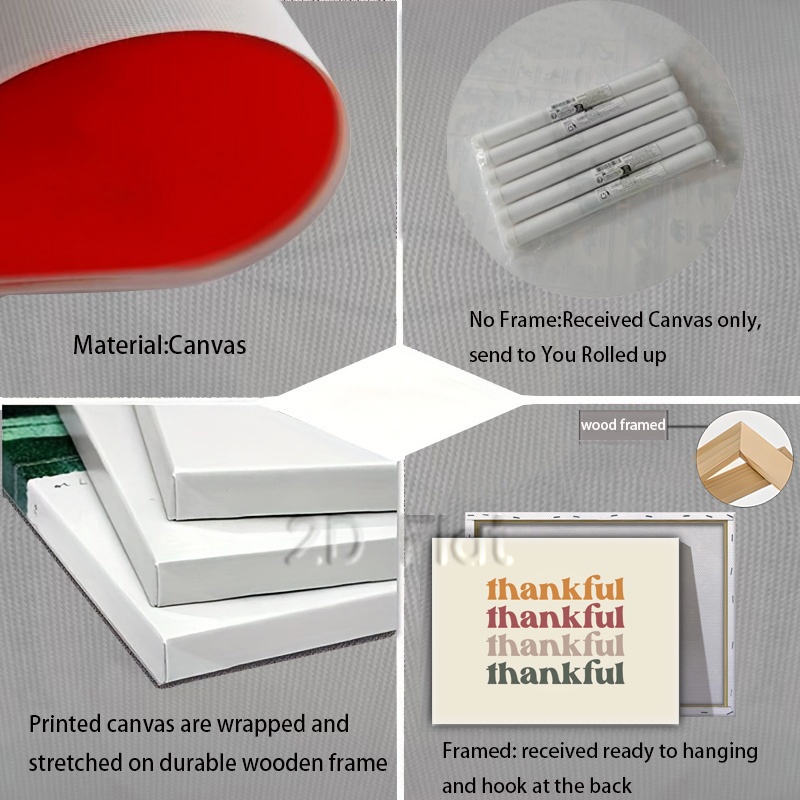 Material:Canvas
No Frame:Received Canvas only,
send to You Rolled up
wood framed
2D Flat
thankful
thankful
thankful
thankful
Printed canvas are wrapped and
stretched on durable wooden frame
Framed: received ready to hanging
and hook at the back